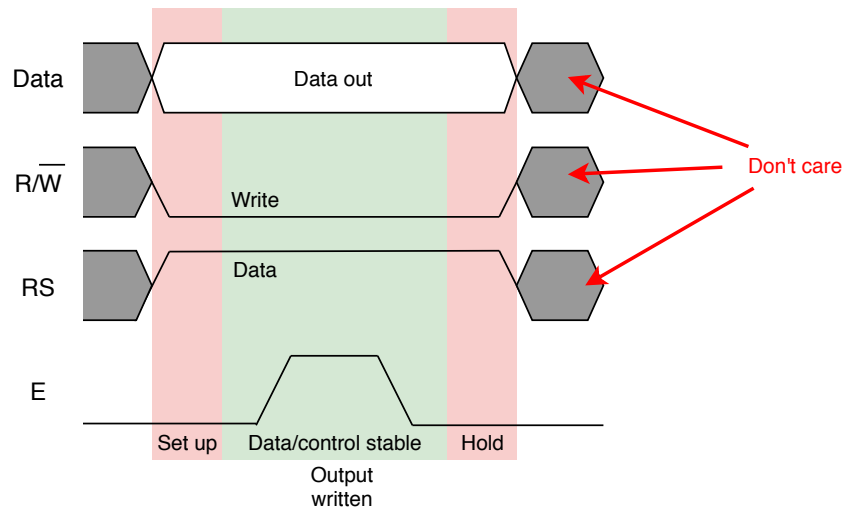 Data
Data out
R/W̅
Write
Don't care
RS
Data
E
Set up
Data/control stable
Hold
Output
written